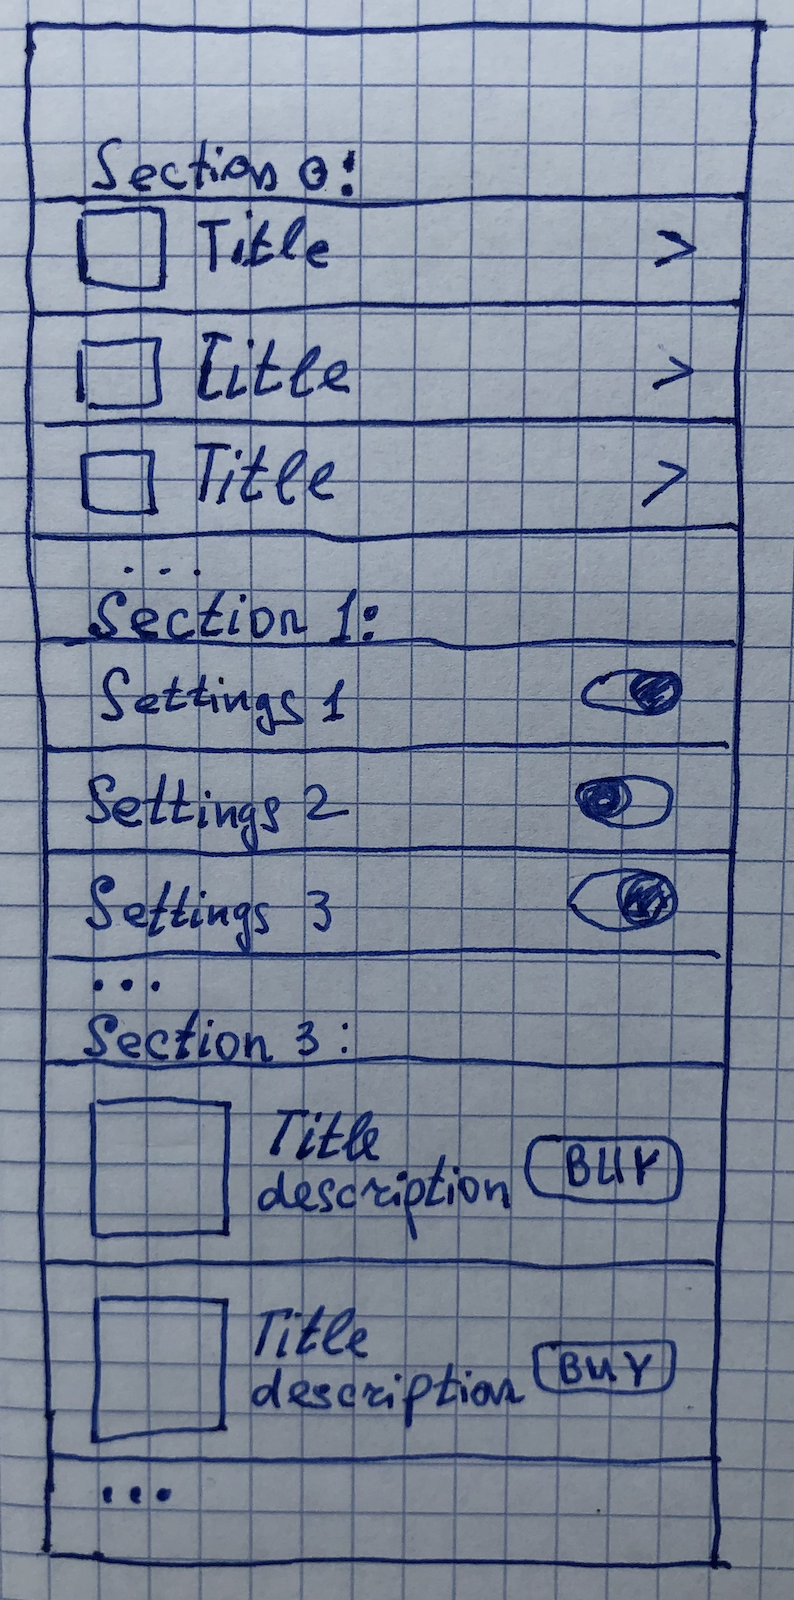 Section 0:
Title >
Title >
Title >
...
Section 1:
Settings 1
Settings 2
Settings 3
...
Section 3:
Title
description BUY
Title
description BUY
...